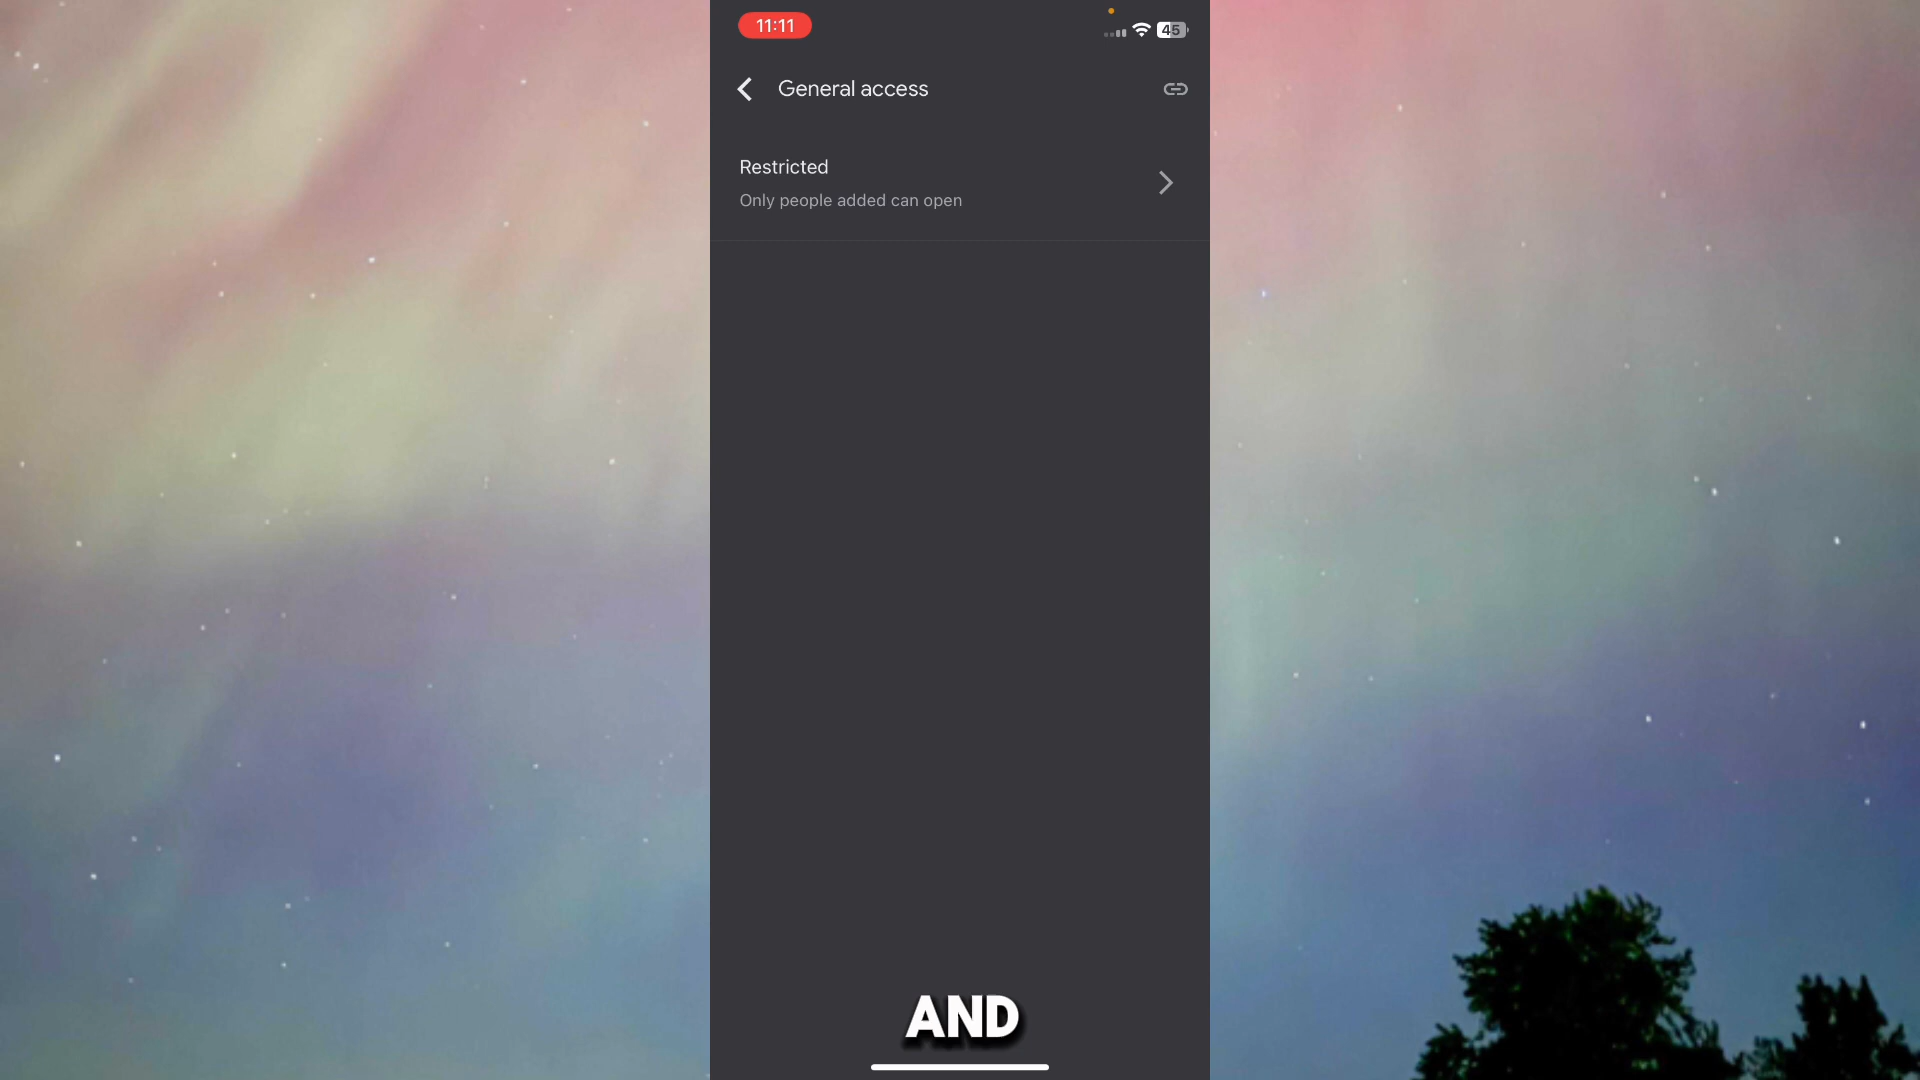 11:11
45
General access
Restricted
Only people added can open
AND